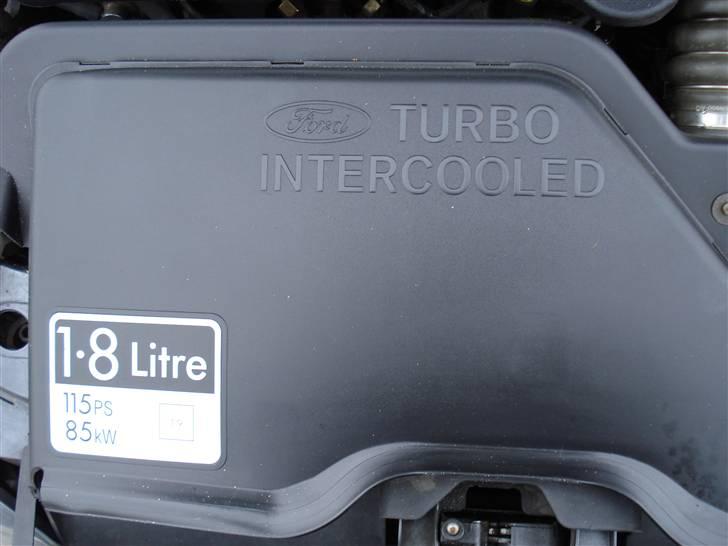 Ford TURBO
INTERCOOLED
1·8 Litre
115PS
85kW